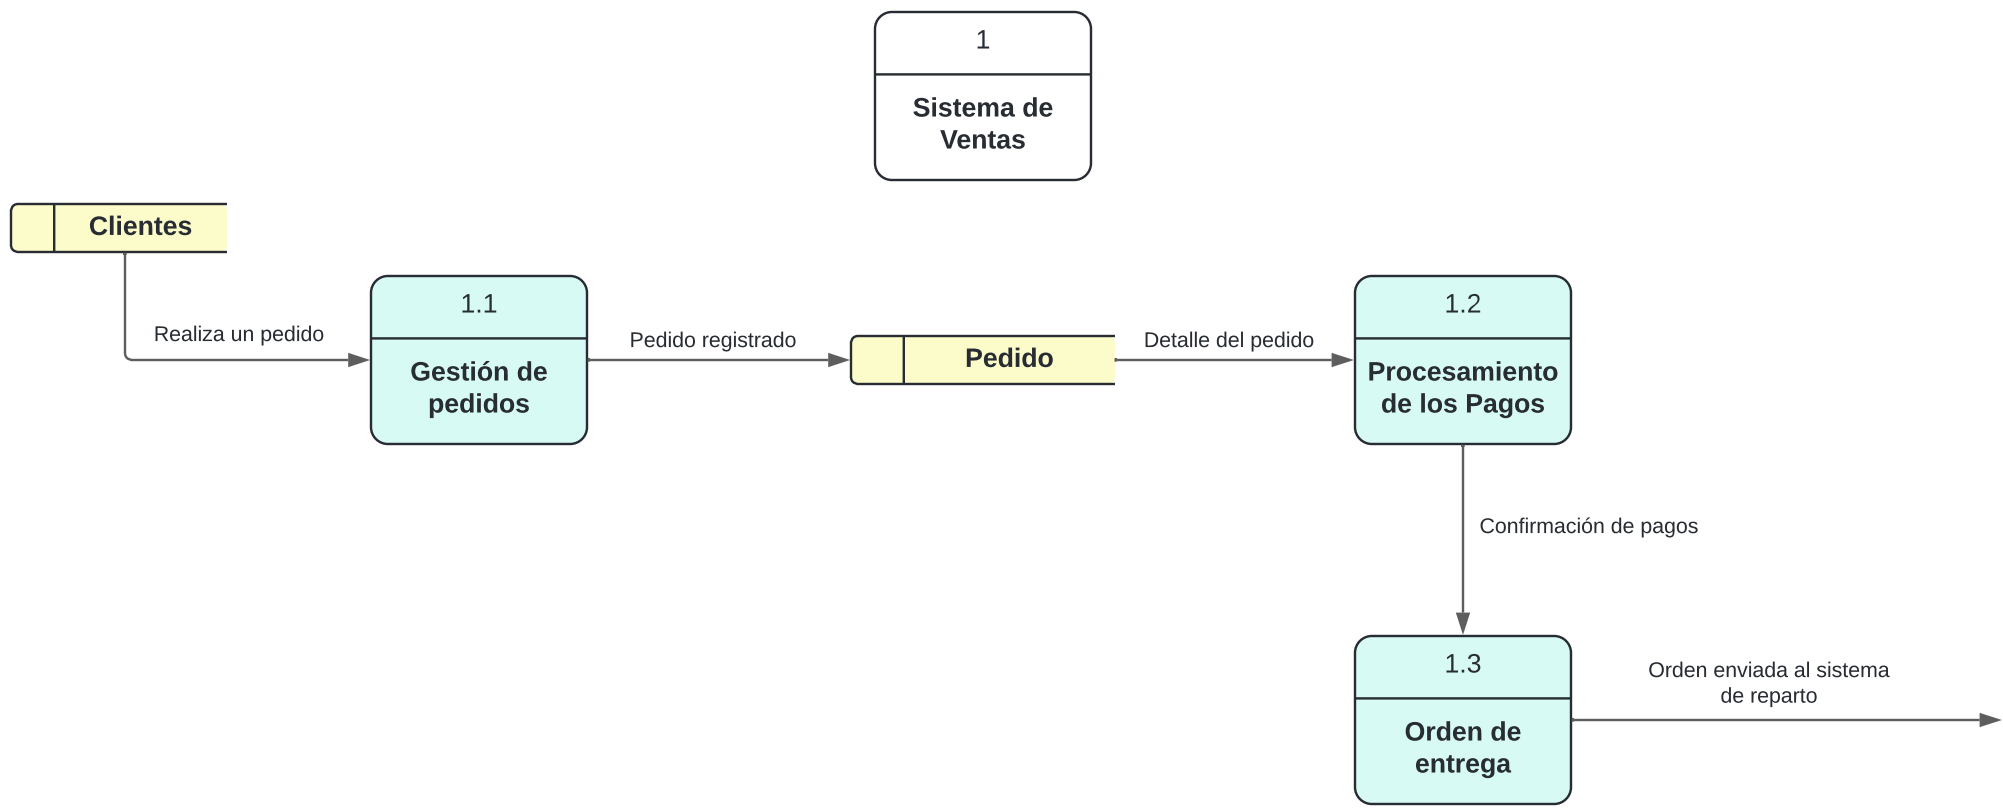 1
Sistema de
Ventas
Clientes
Realiza un pedido
1.1
Gestión de
pedidos
Pedido registrado
Pedido
Detalle del pedido
1.2
Procesamiento
de los Pagos
Confirmación de pagos
1.3
Orden de
entrega
Orden enviada al sistema
de reparto